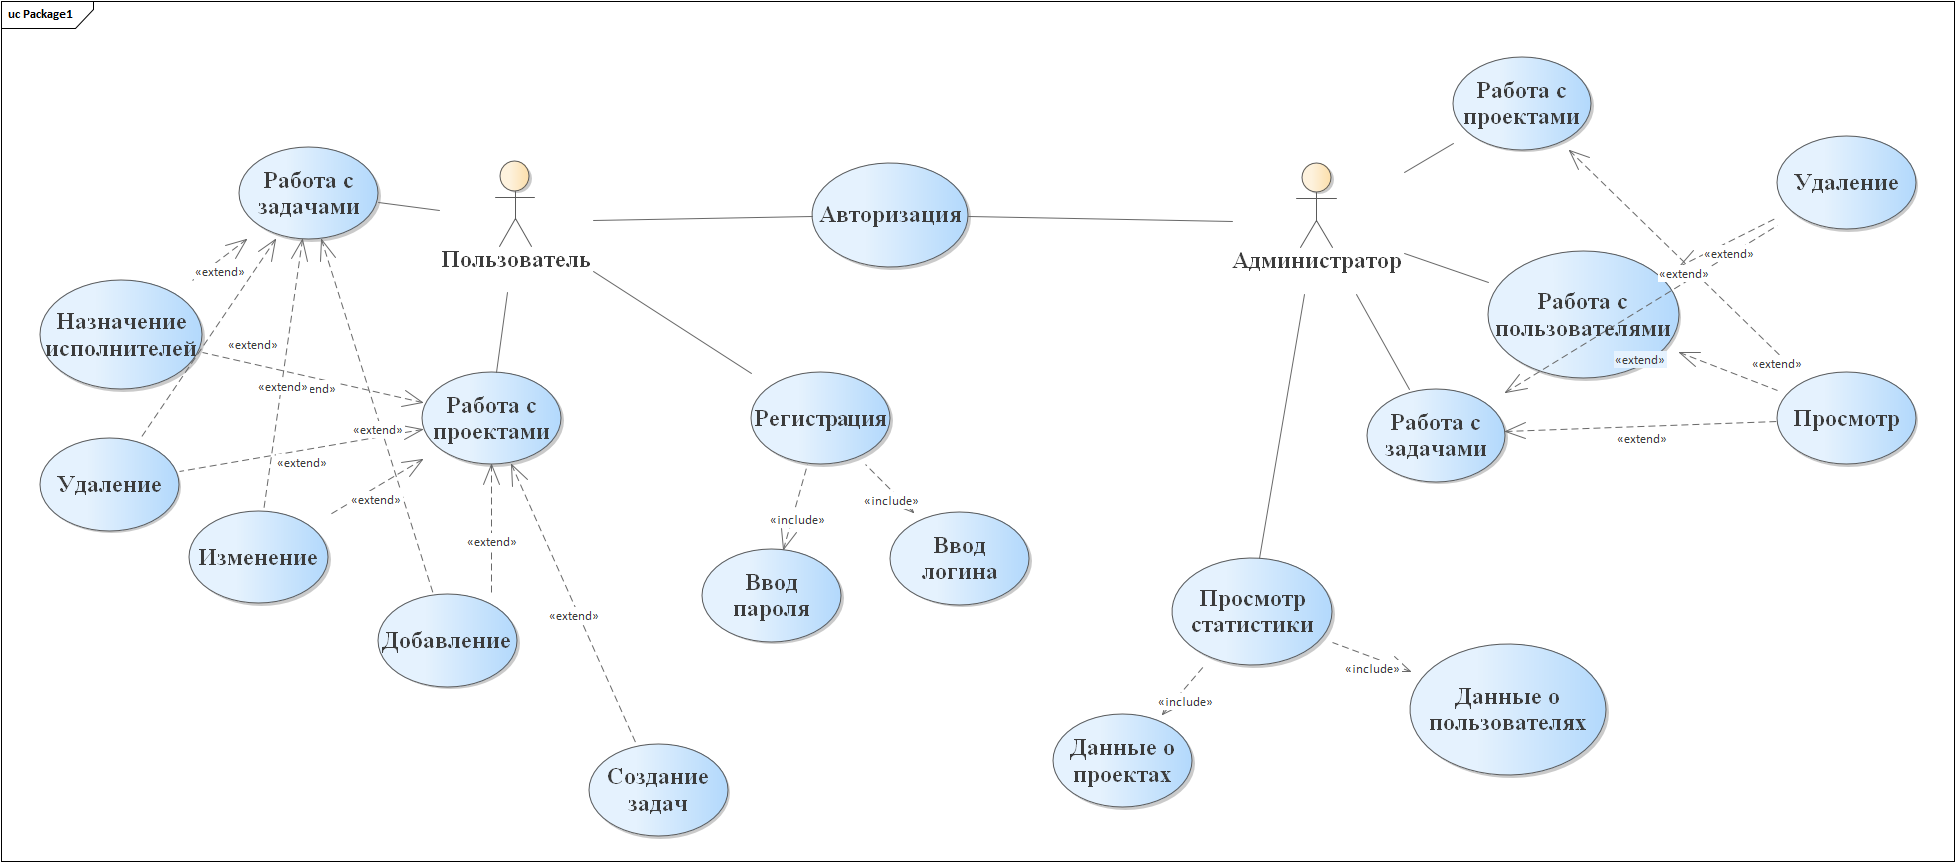 uc Package1
Работа с
проектами
Удаление
Работа с
задачами
Авторизация
Пользователь
Администратор
«extend»
«extend»
«extend»
Работа с
пользователями
Назначение
исполнителей
«extend»
«extend»
«extend»
«extend»
end»
Работа с
проектами
Регистрация
Работа с
задачами
Просмотр
«extend»
«extend»
«extend»
Удаление
«extend»
«include»
«include»
Изменение
«extend»
Ввод
логина
Ввод
пароля
Просмотр
статистики
«extend»
Добавление
«include»
«include»
Данные о
пользователях
Данные о
проектах
Создание
задач